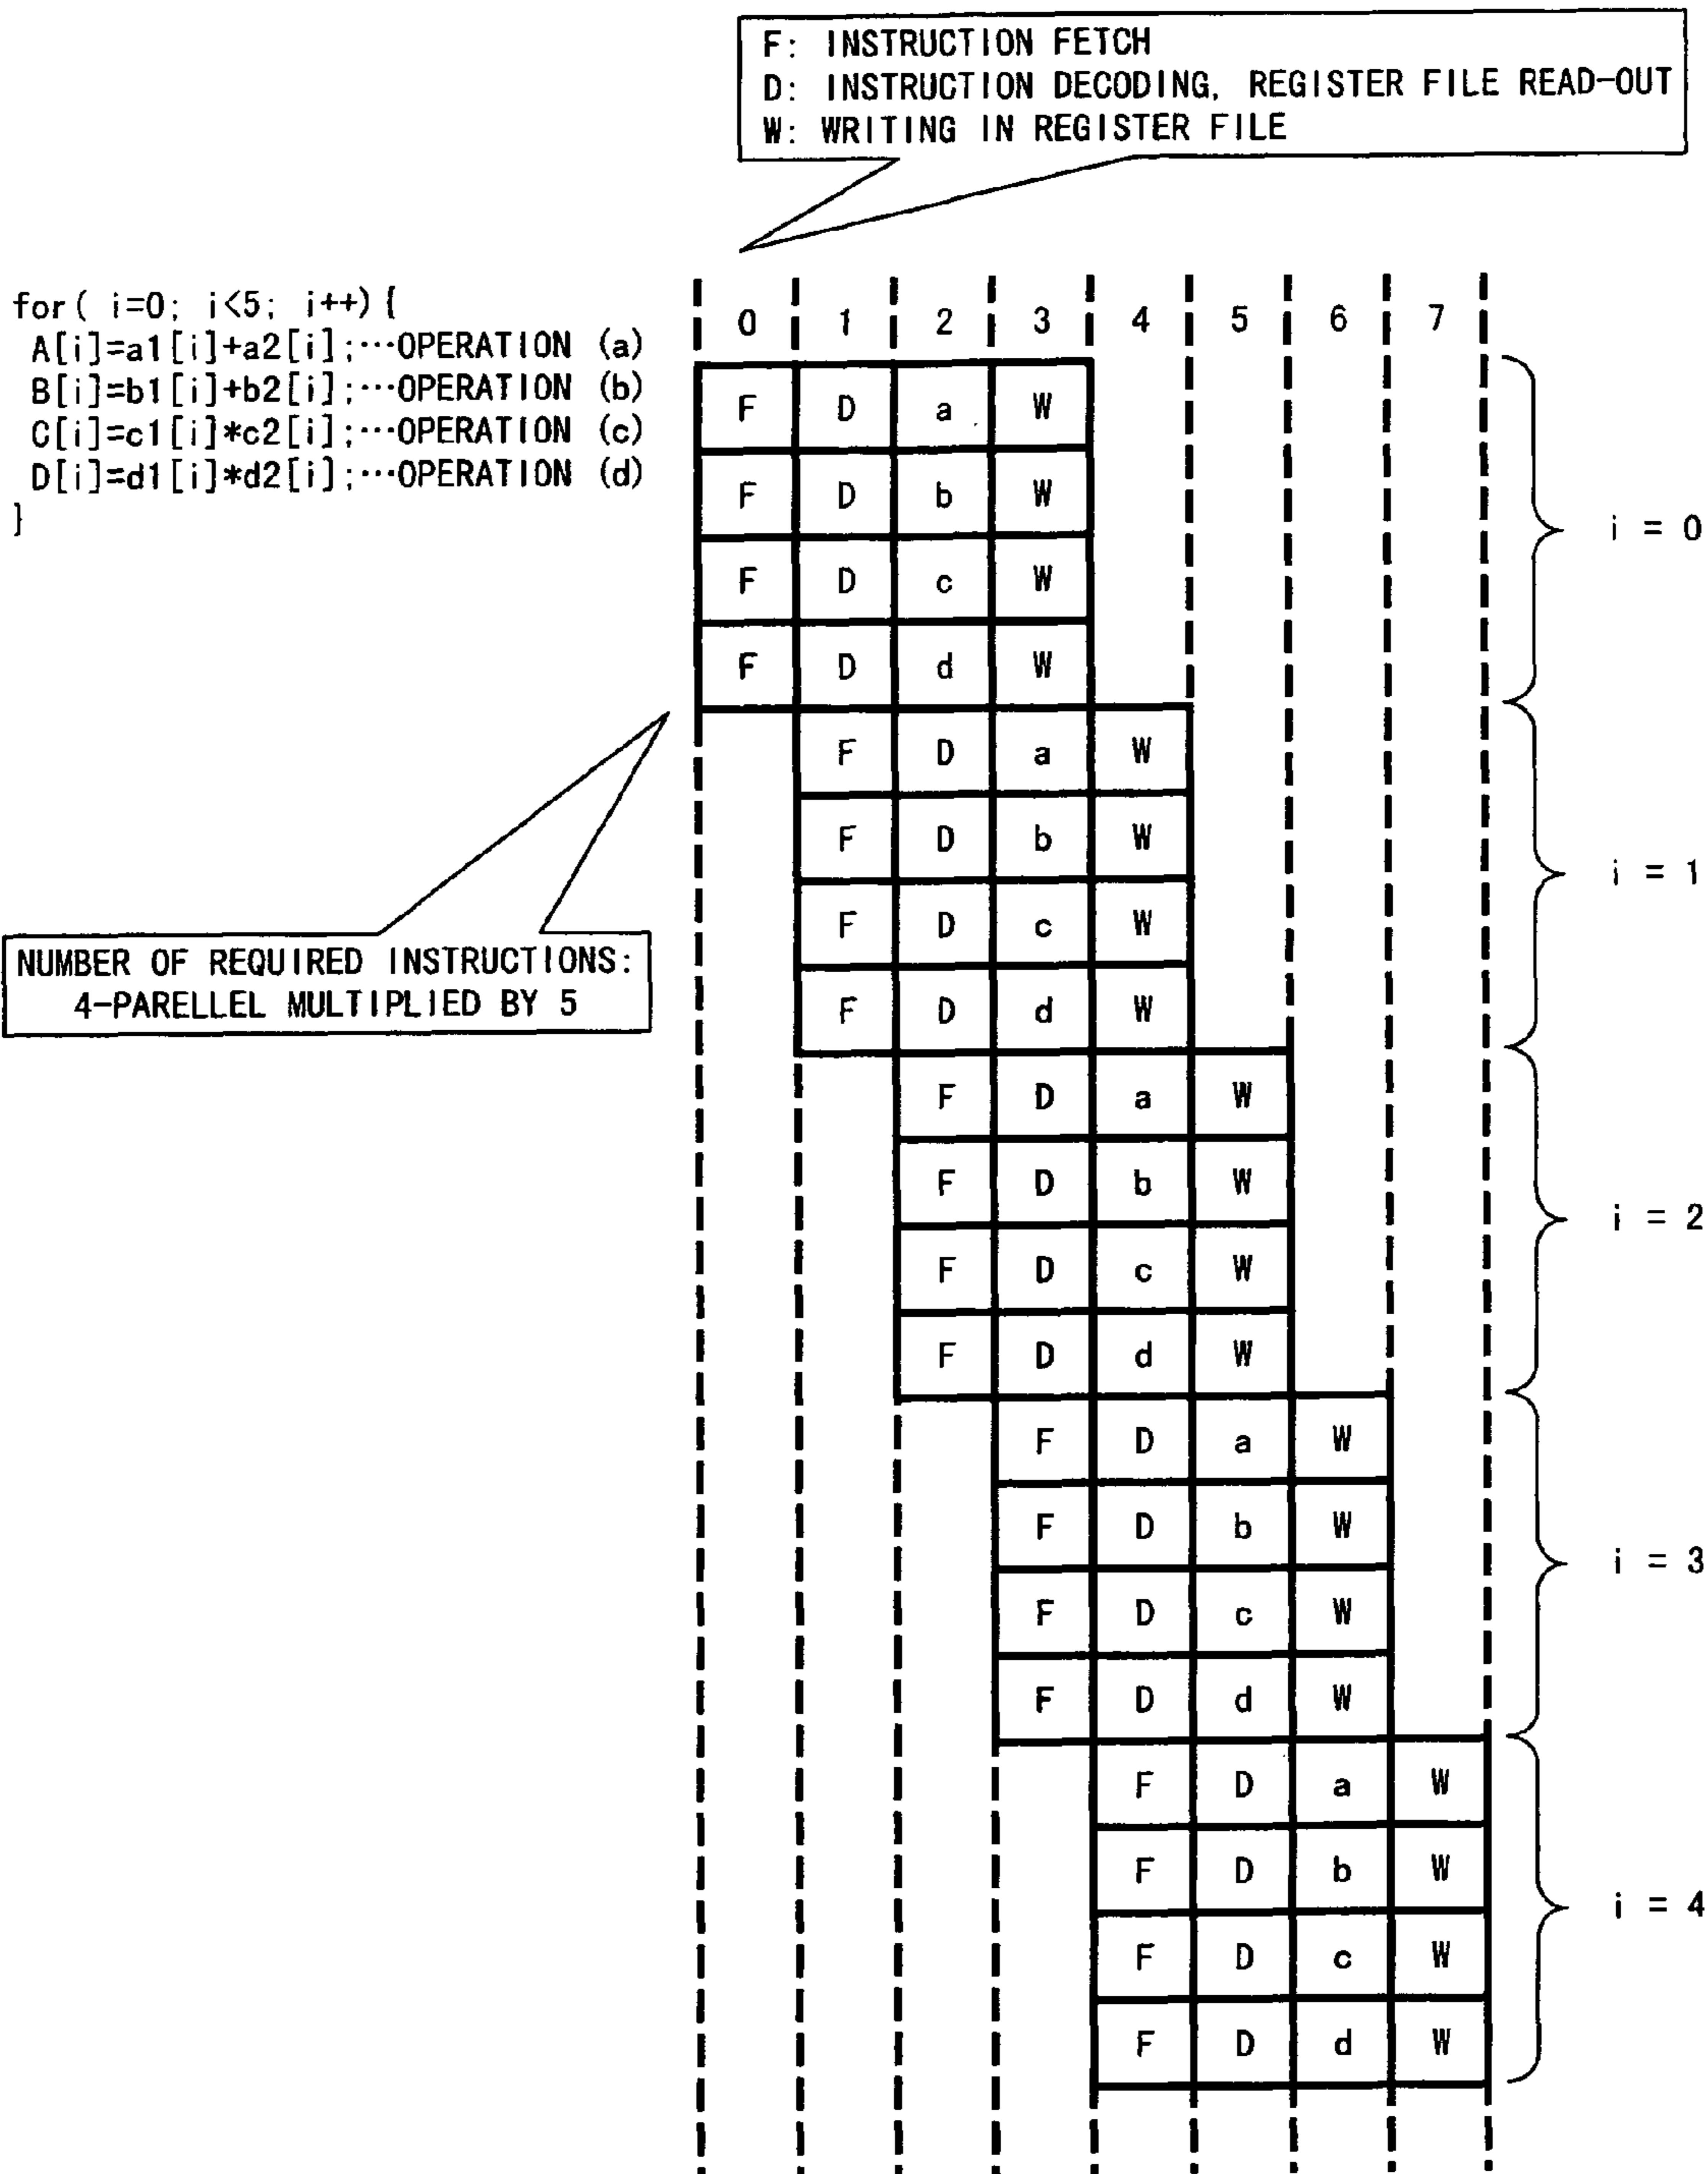 F: INSTRUCTION FETCH
D: INSTRUCTION DECODING, REGISTER FILE READ-OUT
W: WRITING IN REGISTER FILE
for( i=0; i<5; i++){
A[i]=a1[i]+a2[i];…OPERATION (a)
B[i]=b1[i]+b2[i];…OPERATION (b)
C[i]=c1[i]*c2[i];…OPERATION (c)
D[i]=d1[i]*d2[i];…OPERATION (d)
}
0 1 2 3 4 5 6 7
F D a W
F D b W
F D c W
F D d W
i = 0
F D a W
F D b W
F D c W
F D d W
i = 1
NUMBER OF REQUIRED INSTRUCTIONS:
4-PARELLEL MULTIPLIED BY 5
F D a W
F D b W
F D c W
F D d W
i = 2
F D a W
F D b W
F D c W
F D d W
i = 3
F D a W
F D b W
F D c W
F D d W
i = 4